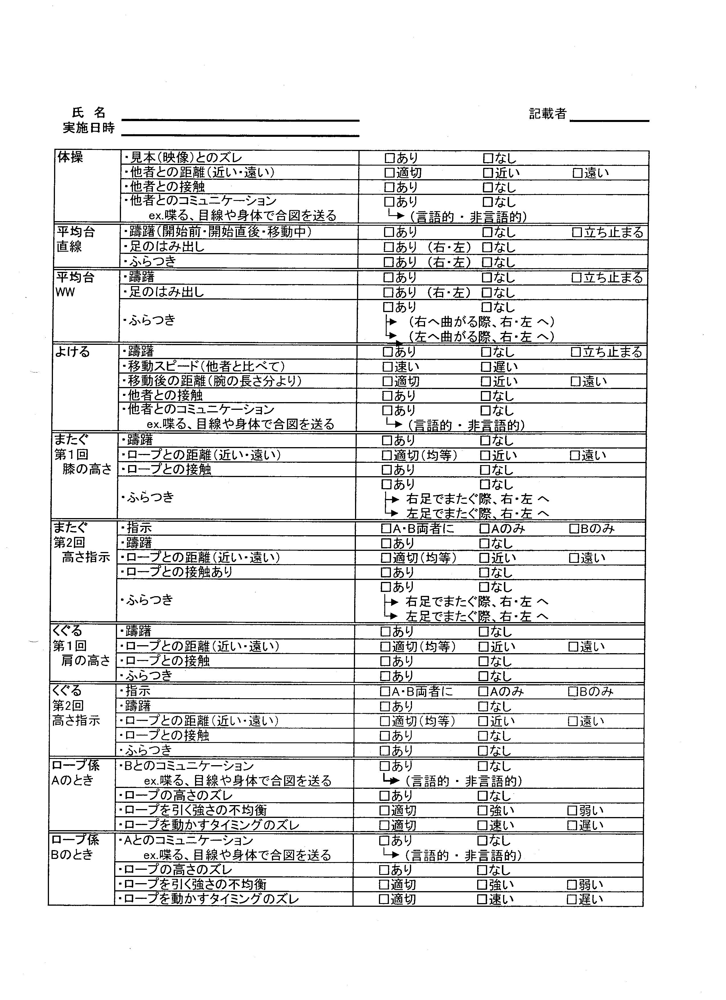 氏 名
記載者
実施日時
体操
・見本(映像)とのズレ □あり □なし
・他者との距離(近い・遠い) □適切 □近い □遠い
・他者との接触 □あり □なし
・他者とのコミュニケーション □あり □なし
ex.喋る、目線や身体で合図を送る (言語的・非言語的)
平均台 ・躊躇(開始前・開始直後・移動中) □あり □なし □立ち止まる
直線 ・足のはみ出し □あり (右・左) □なし
・ふらつき □あり (右・左) □なし
平均台 ・躊躇 □あり □なし □立ち止まる
WW ・足のはみ出し □あり (右・左) □なし
・ふらつき □あり □なし
(右へ曲がる際、右・左 へ)
(左へ曲がる際、右・左 へ)
よける ・躊躇 □あり □なし □立ち止まる
・移動スピード(他者と比べて) □速い □遅い
・移動後の距離(腕の長さ分より) □適切 □近い □遠い
・他者との接触 □あり □なし
・他者とのコミュニケーション □あり □なし
ex.喋る、目線や身体で合図を送る (言語的・非言語的)
またぐ ・躊躇 □あり □なし
第1回 ・ロープとの距離(近い・遠い) □適切(均等) □近い □遠い
膝の高さ ・ロープとの接触 □あり □なし
・ふらつき □あり □なし
右足でまたぐ際、右・左 へ
左足でまたぐ際、右・左 へ
またぐ ・指示 □A・B両者に □Aのみ □Bのみ
第2回 ・躊躇 □あり □なし
高さ指示 ・ロープとの距離(近い・遠い) □適切(均等) □近い □遠い
・ロープとの接触あり □あり □なし
・ふらつき □あり □なし
右足でまたぐ際、右・左 へ
左足でまたぐ際、右・左 へ
くぐる ・躊躇 □あり □なし
第1回 ・ロープとの距離(近い・遠い) □適切(均等) □近い □遠い
肩の高さ ・ロープとの接触 □あり □なし
・ふらつき □あり □なし
くぐる ・指示 □A・B両者に □Aのみ □Bのみ
第2回 ・躊躇 □あり □なし
高さ指示 ・ロープとの距離(近い・遠い) □適切(均等) □近い □遠い
・ロープとの接触 □あり □なし
・ふらつき □あり □なし
ロープ係 ・Bとのコミュニケーション □あり □なし
Aのとき ex.喋る、目線や身体で合図を送る (言語的・非言語的)
・ロープの高さのズレ □あり □なし
・ロープを引く強さの不均衡 □適切 □強い □弱い
・ロープを動かすタイミングのズレ □適切 □速い □遅い
ロープ係 ・Aとのコミュニケーション □あり □なし
Bのとき ex.喋る、目線や身体で合図を送る (言語的・非言語的)
・ロープの高さのズレ □あり □なし
・ロープを引く強さの不均衡 □適切 □強い □弱い
・ロープを動かすタイミングのズレ □適切 □速い □遅い